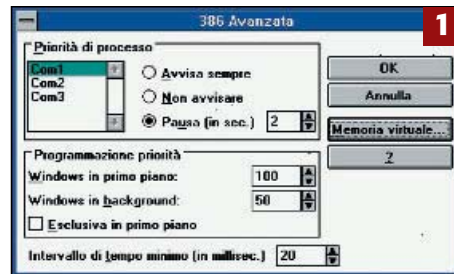 386 Avanzata
1
Priorità di processo
Com1
Com2
Com3
Avvisa sempre
Non avvisare
Pausa (in sec.) 2
OK
Annulla
Memoria virtuale...
?
Programmazione priorità
Windows in primo piano: 100
Windows in background: 50
Esclusiva in primo piano
Intervallo di tempo minimo (in millisec.) 20